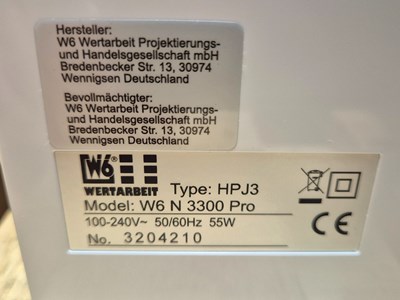 Hersteller:
W6 Wertarbeit Projektierungs-
und Handelsgesellschaft mbH
Bredenbecker Str. 13, 30974
Wennigsen Deutschland
Bevollmächtigter:
W6 Wertarbeit Projektierungs-
und Handelsgesellschaft mbH
Bredenbecker Str. 13, 30974
Wennigsen Deutschland
W6®
WERTARBEIT
Type: HPJ3
Model: W6 N 3300 Pro
100-240V~ 50/60Hz 55W
No. 3204210
CE